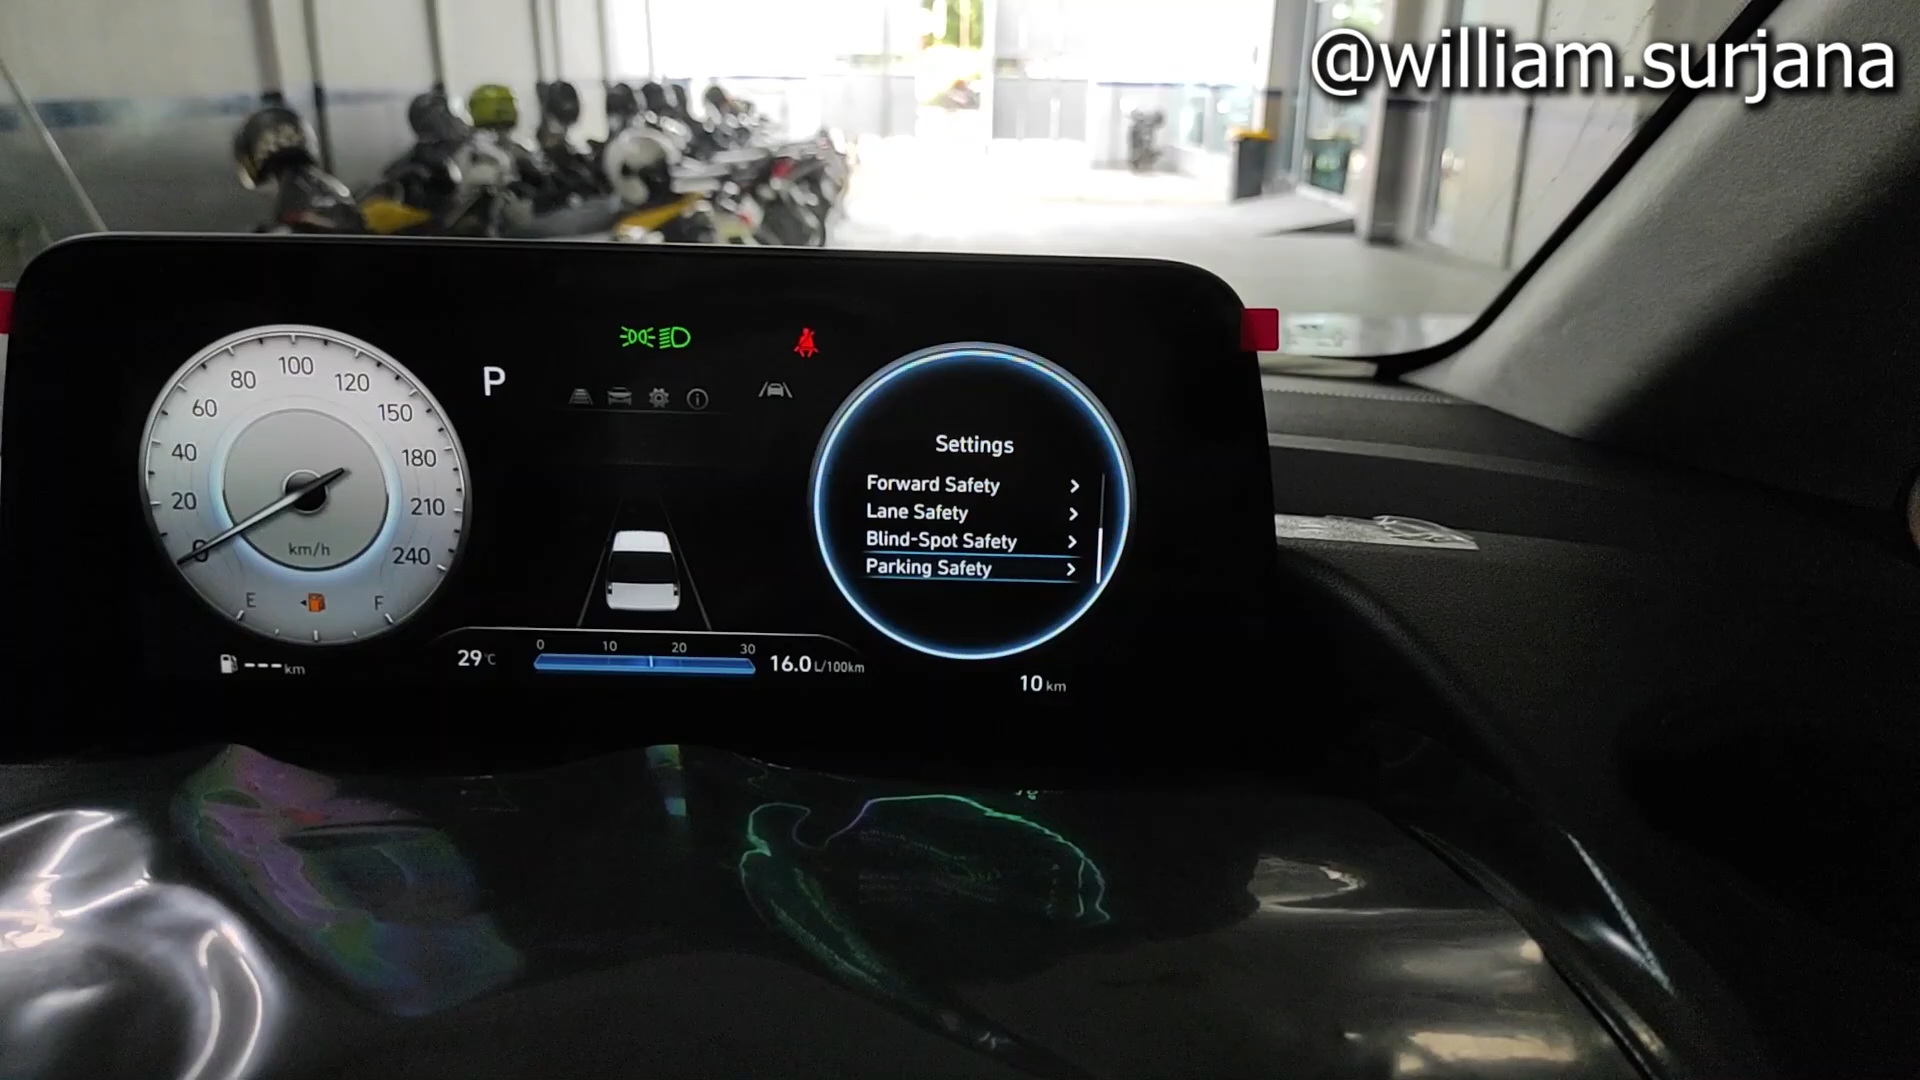 @william.surjana
100
80
120
60
150
40
180
20
210
0
240
km/h
E
F
--- km
P
29°C
0 10 20 30
16.0 L/100km
Settings
Forward Safety >
Lane Safety >
Blind-Spot Safety >
Parking Safety >
10 km